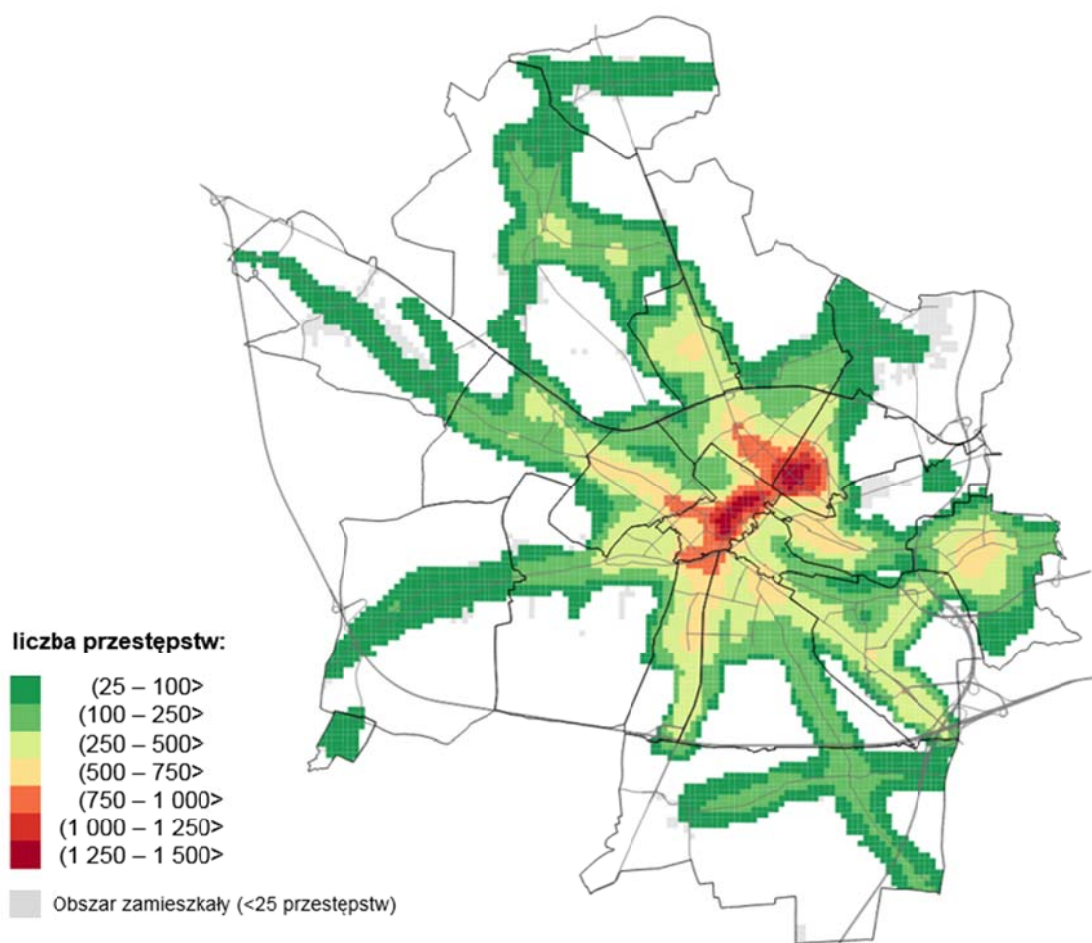 liczba przestępstw:
(25 – 100>
(100 – 250>
(250 – 500>
(500 – 750>
(750 – 1 000>
(1 000 – 1 250>
(1 250 – 1 500>
Obszar zamieszkały (<25 przestępstw)